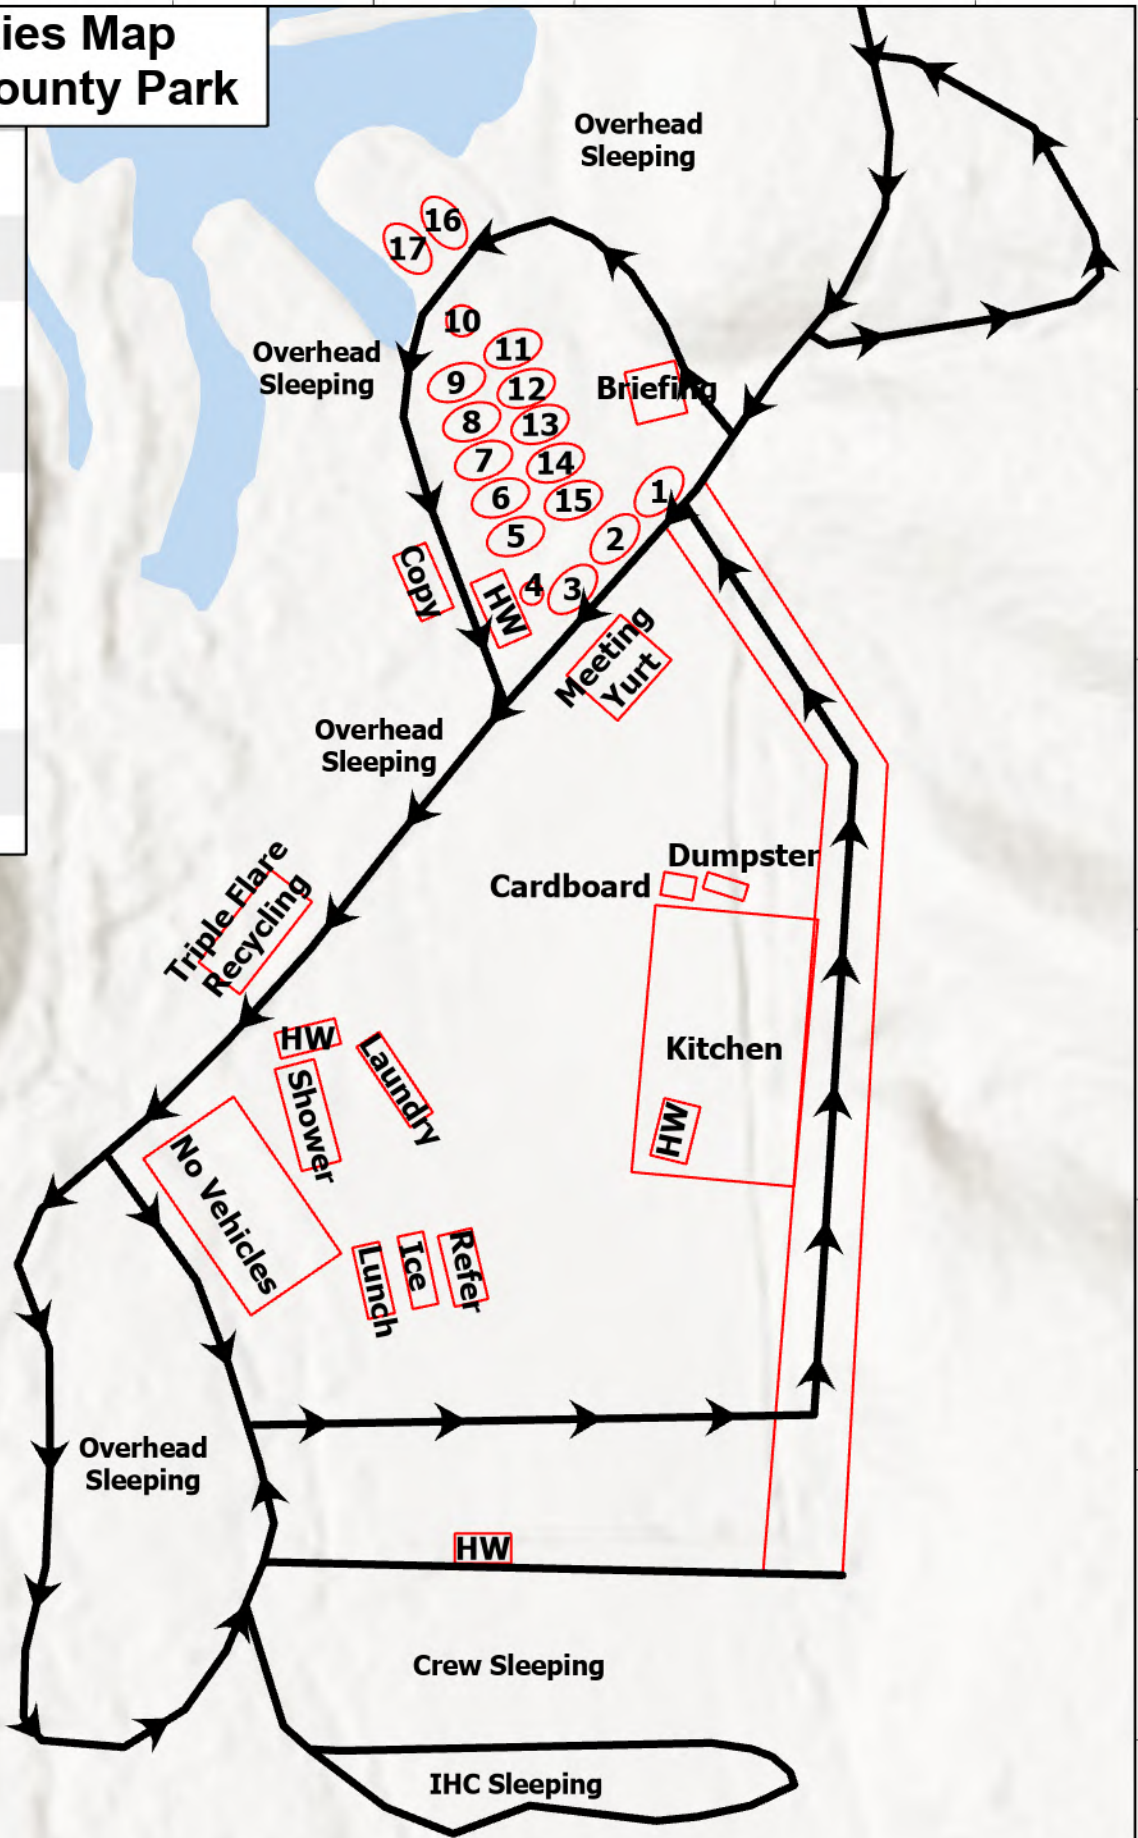 ies Map
ounty Park
Overhead
Sleeping
16
17
10
11
Overhead
Sleeping
9
12
Briefing
8
13
7
14
1
6
15
5
2
Copy
HW
4
3
Meeting
Yurt
Overhead
Sleeping
Dumpster
Cardboard
Triple Flare
Recycling
HW
Laundry
Kitchen
Shower
HW
No Vehicles
Lunch
Ice
Refer
Overhead
Sleeping
HW
Crew Sleeping
IHC Sleeping